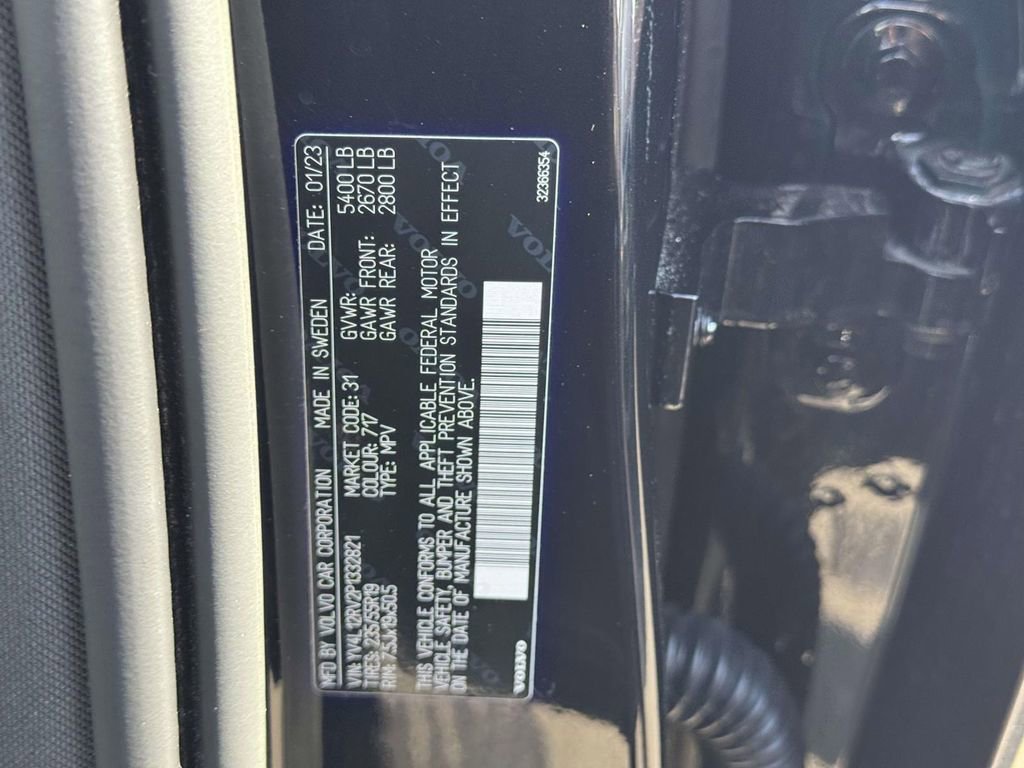 MFD BY VOLVO CAR CORPORATION MADE IN SWEDEN DATE: 01/23
VIN: YV4L12RV2P1332821 MARKET CODE: 31 GVWR: 5400 LB
TIRES: 235/55R19 COLOUR: 717 GAWR FRONT: 2670 LB
RIM: 7.5Jx19x50.5 TYPE: MPV GAWR REAR: 2800 LB
THIS VEHICLE CONFORMS TO ALL APPLICABLE FEDERAL MOTOR
VEHICLE SAFETY, BUMPER AND THEFT PREVENTION STANDARDS IN EFFECT
ON THE DATE OF MANUFACTURE SHOWN ABOVE.
VOLVO 32366354